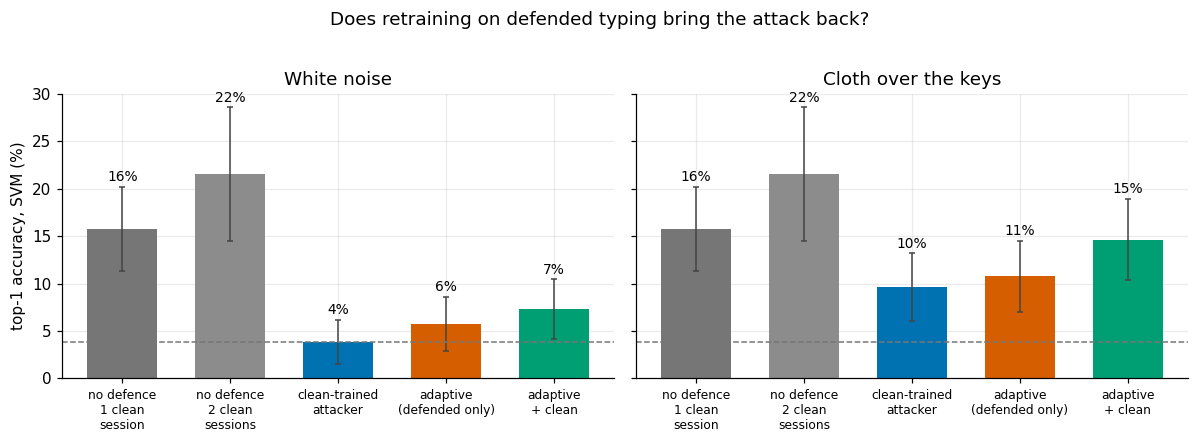 Does retraining on defended typing bring the attack back?
White noise
top-1 accuracy, SVM (%)
30
25
20
15
10
5
0
16%
22%
4%
6%
7%
no defence
1 clean
session
no defence
2 clean
sessions
clean-trained
attacker
adaptive
(defended only)
adaptive
+ clean
Cloth over the keys
16%
22%
10%
11%
15%
no defence
1 clean
session
no defence
2 clean
sessions
clean-trained
attacker
adaptive
(defended only)
adaptive
+ clean